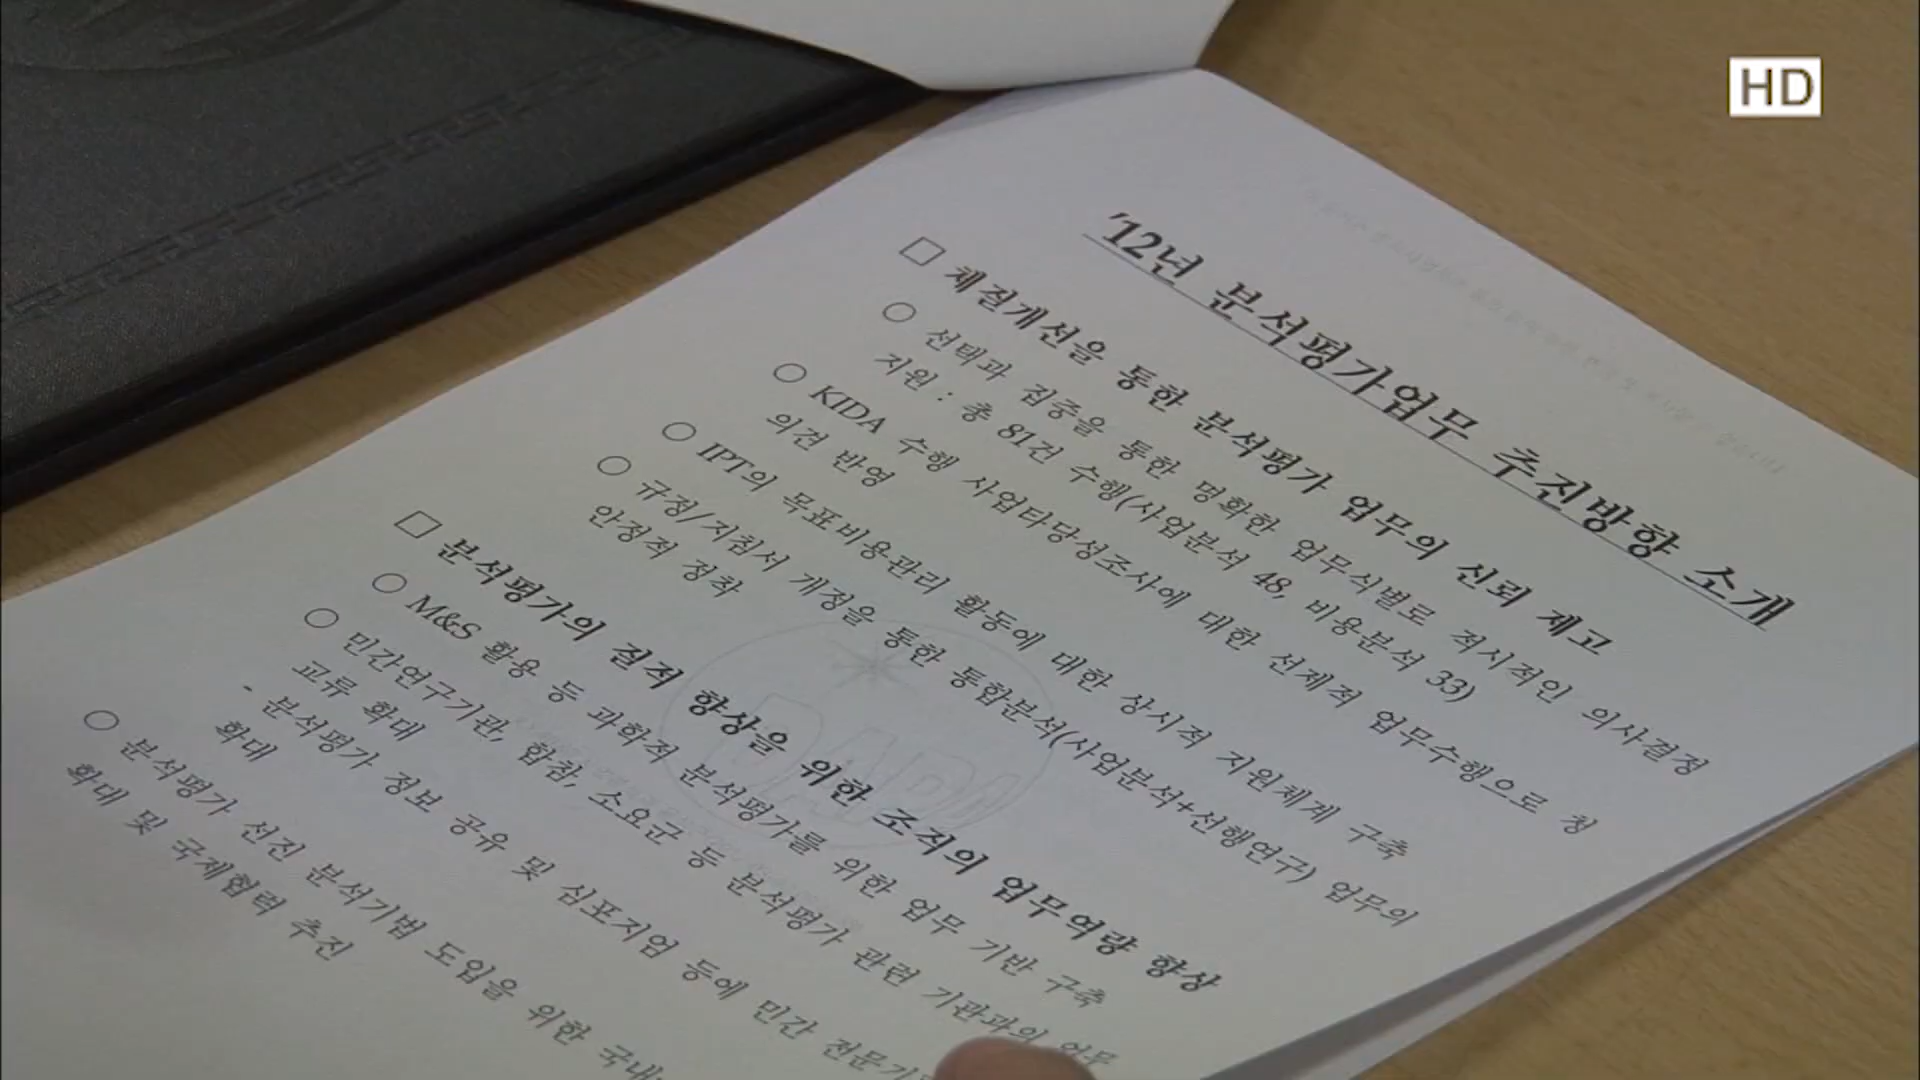 HD
'12년 분석평가업무 추진방향 소개
□ 체질개선을 통한 분석평가 업무의 신뢰 제고
○ 선택과 집중을 통한 명확한 업무식별로 적시적인 의사결정
지원 : 총 81건 수행(사업분석 48, 비용분석 33)
○ KIDA 수행 사업타당성조사에 대한 선제적 업무수행으로 청
의견 반영
○ IPT의 목표비용관리 활동에 대한 상시적 지원체계 구축
○ 규정/지침서 개정을 통한 통합분석(사업분석+선행연구) 업무의
안정적 정착
□ 분석평가의 질적 향상을 위한 조직의 업무역량 향상
○ M&S 활용 등 과학적 분석평가를 위한 업무 기반 구축
○ 민간연구기관, 합참, 소요군 등 분석평가 관련 기관과의 업무
교류 확대
- 분석평가 정보 공유 및 심포지엄 등에 민간 전문가
확대
○ 분석평가 선진 분석기법 도입을 위한 국내
확대 및 국제협력 추진
DAPA